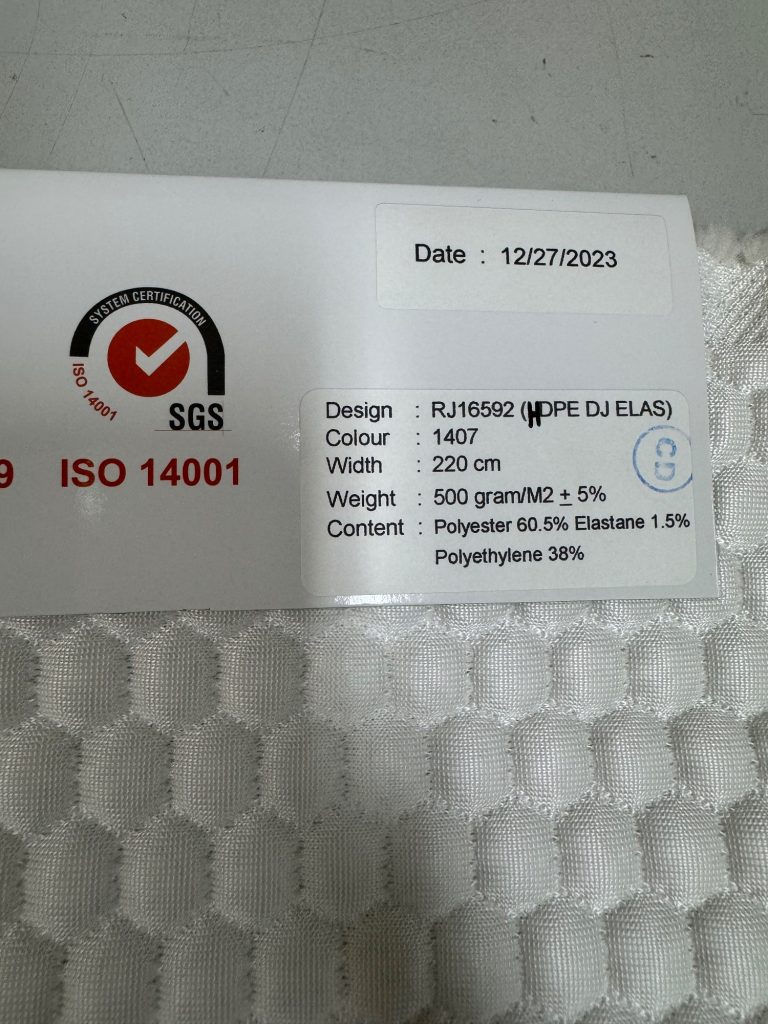 Date : 12/27/2023
SYSTEM CERTIFICATION
ISO 14001
SGS
9 ISO 14001
Design : RJ16592 (HDPE DJ ELAS)
Colour : 1407
Width : 220 cm
CD
Weight : 500 gram/M2 ± 5%
Content : Polyester 60.5% Elastane 1.5%
Polyethylene 38%